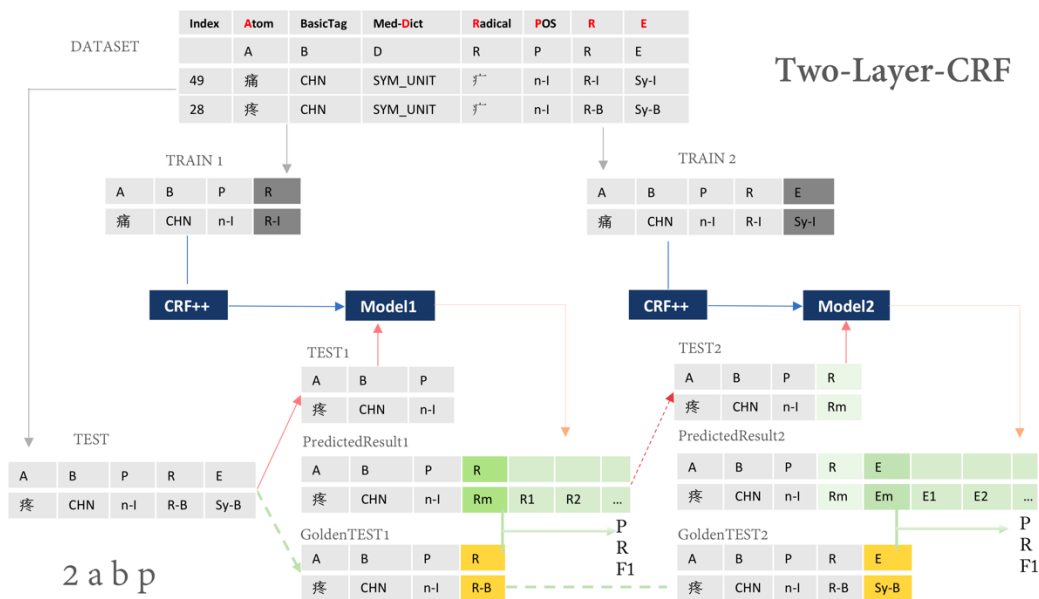 Index Atom BasicTag Med-Dict Radical POS R E
DATASET
A B D R P R E
Two-Layer-CRF
49 痛 CHN SYM_UNIT 疒 n-I R-I Sy-I
28 疼 CHN SYM_UNIT 疒 n-I R-B Sy-B
TRAIN 1
A B P R
痛 CHN n-I R-I
TRAIN 2
A B P R E
痛 CHN n-I R-I Sy-I
CRF++ Model1
CRF++ Model2
TEST1
A B P
疼 CHN n-I
TEST2
A B P R
疼 CHN n-I Rm
TEST
A B P R E
疼 CHN n-I R-B Sy-B
PredictedResult1
A B P R
疼 CHN n-I Rm R1 R2 ...
PredictedResult2
A B P R E
疼 CHN n-I Rm Em E1 E2 ...
P
R
F1
P
R
F1
GoldenTEST1
A B P R
疼 CHN n-I R-B
GoldenTEST2
A B P R E
疼 CHN n-I R-B Sy-B
2 a b p